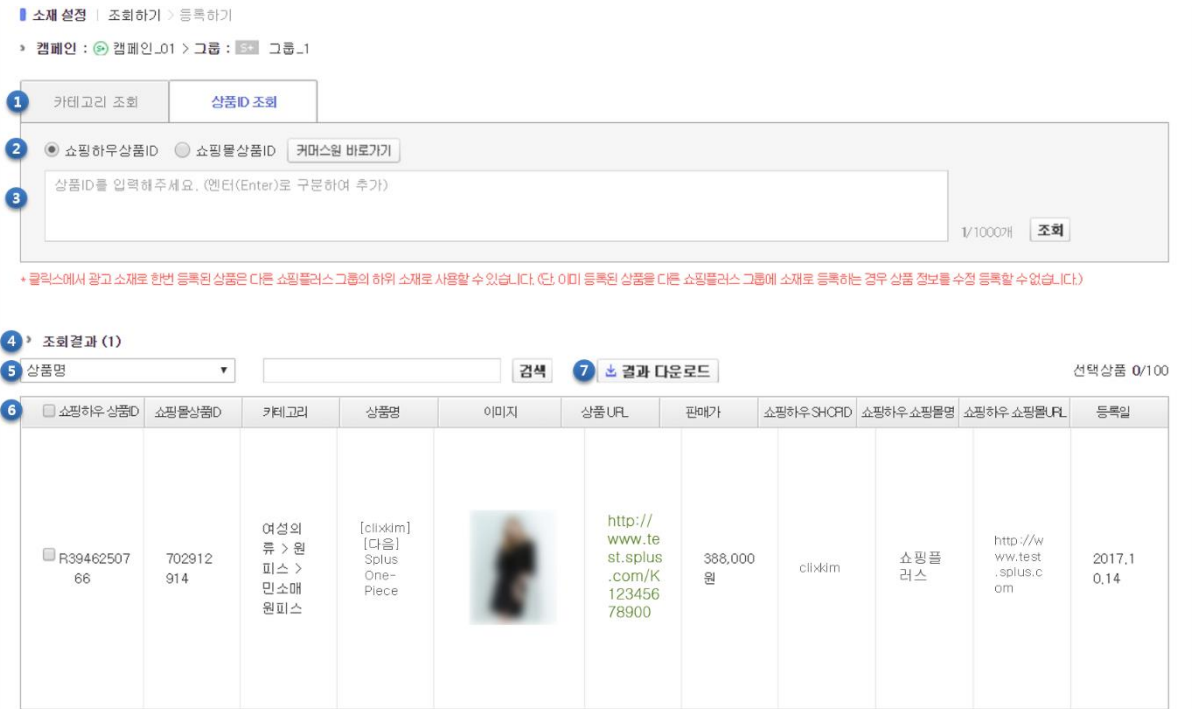 소재 설정 | 조회하기 > 등록하기
캠페인 : S+ 캠페인_01 > 그룹 : S+ 그룹_1
1 카테고리 조회 상품ID 조회
2 쇼핑하우상품ID 쇼핑몰상품ID 커머스원 바로가기
3 상품ID를 입력해주세요. (엔터(Enter)로 구분하여 추가)
1/1000개 조회
* 클릭스에서 광고 소재로 한번 등록된 상품은 다른 쇼핑플러스 그룹의 하위 소재로 사용할 수 있습니다. (단, 이미 등록된 상품을 다른 쇼핑플러스 그룹에 소재로 등록하는 경우 상품 정보를 수정 등록할 수 없습니다.)
4 조회결과 (1)
5 상품명 검색 7 결과 다운로드 선택상품 0/100
6 쇼핑하우 상품ID 쇼핑몰상품ID 카테고리 상품명 이미지 상품 URL 판매가 쇼핑하우 SHOPID 쇼핑하우 쇼핑몰명 쇼핑하우 쇼핑몰URL 등록일
R39462507
66
702912
914
여성의
류 > 원
피스 >
민소매
원피스
[clixkim]
[다음]
Splus
One-
Piece
http://
www.te
st.splus
.com/K
123456
78900
388,000
원
clixkim
쇼핑플
러스
http://w
ww.test
.splus.c
om
2017.1
0.14